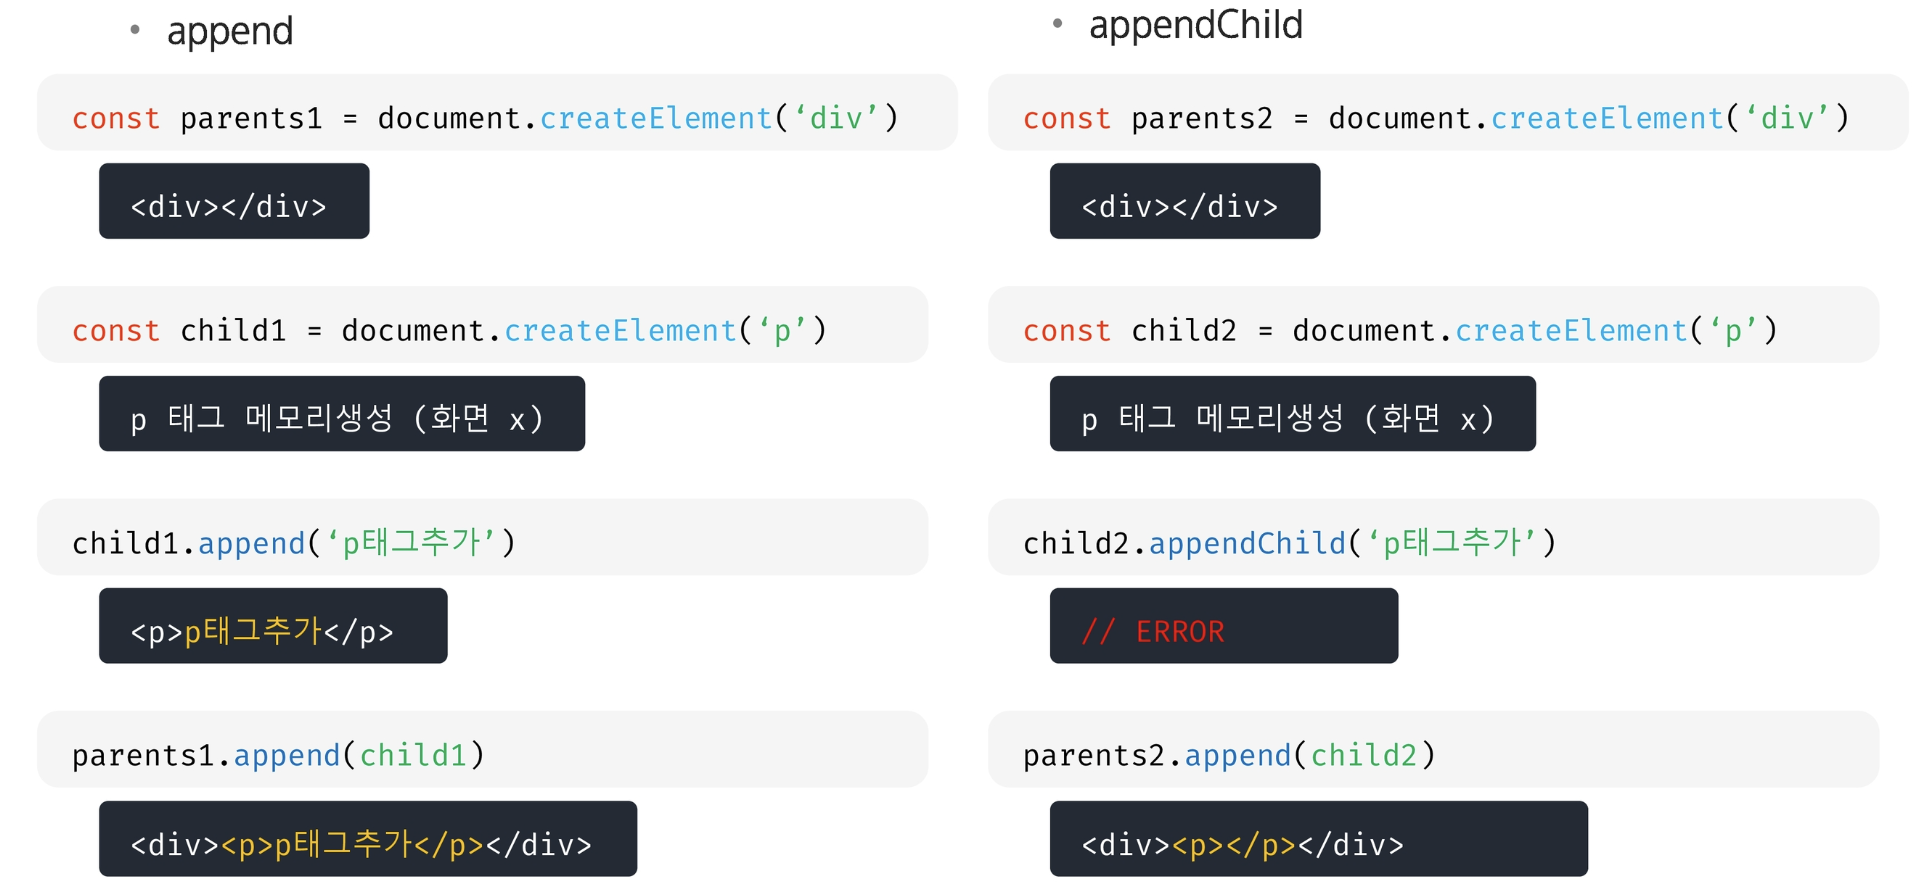 • append
const parents1 = document.createElement(‘div’)
<div></div>
const child1 = document.createElement(‘p’)
p 태그 메모리생성 (화면 x)
child1.append(‘p태그추가’)
<p>p태그추가</p>
parents1.append(child1)
<div><p>p태그추가</p></div>
• appendChild
const parents2 = document.createElement(‘div’)
<div></div>
const child2 = document.createElement(‘p’)
p 태그 메모리생성 (화면 x)
child2.appendChild(‘p태그추가’)
// ERROR
parents2.append(child2)
<div><p></p></div>